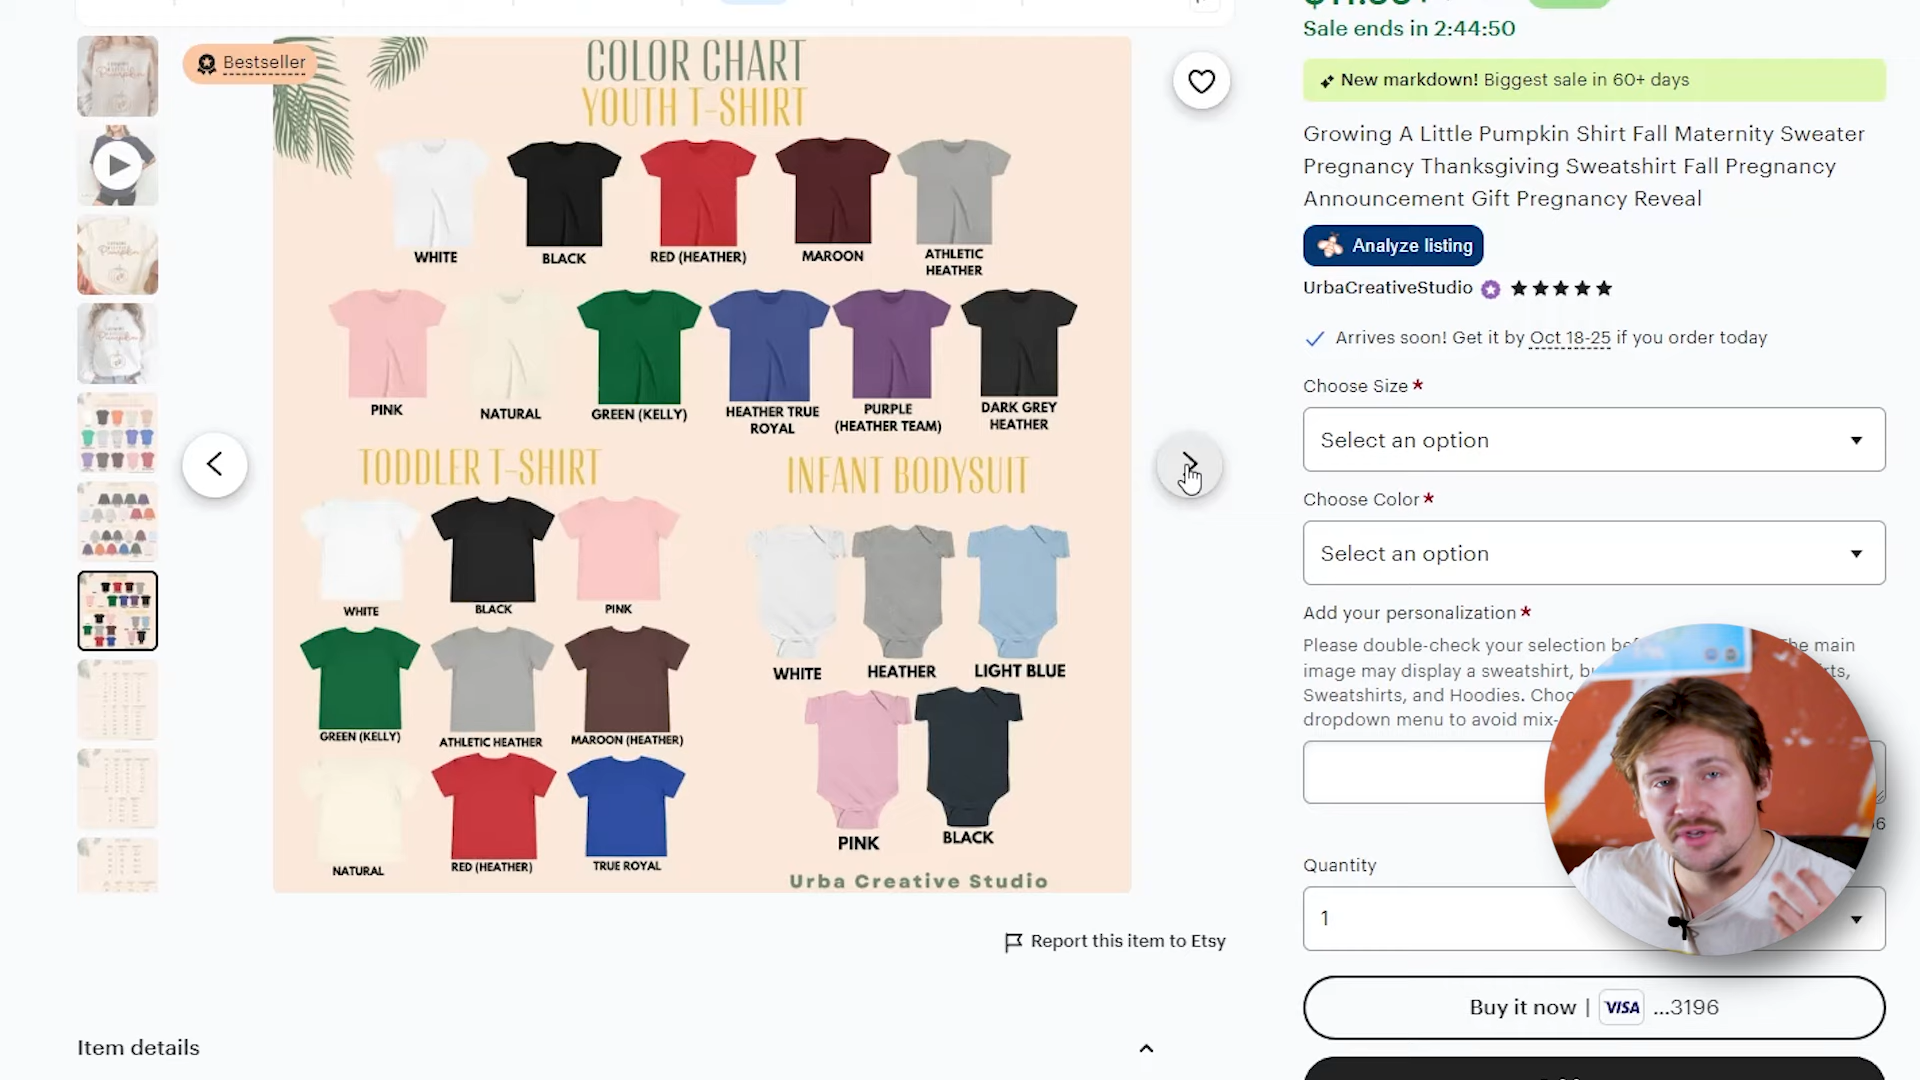 Sale ends in 2:44:50
New markdown! Biggest sale in 60+ days
Growing A Little Pumpkin Shirt Fall Maternity Sweater
Pregnancy Thanksgiving Sweatshirt Fall Pregnancy
Announcement Gift Pregnancy Reveal
Analyze listing
UrbaCreativeStudio
Arrives soon! Get it by Oct 18-25 if you order today
Choose Size *
Select an option
Choose Color *
Select an option
Add your personalization *
Please double-check your selection
image may display a sweatshirt,
Sweatshirts, and Hoodies.
dropdown menu to avoid
Quantity
1
Buy it now | VISA ...3196
Bestseller
COLOR CHART
YOUTH T-SHIRT
WHITE
BLACK
RED (HEATHER)
MAROON
ATHLETIC
HEATHER
PINK
NATURAL
GREEN (KELLY)
HEATHER TRUE
ROYAL
PURPLE
(HEATHER TEAM)
DARK GREY
HEATHER
TODDLER T-SHIRT
WHITE
BLACK
PINK
GREEN (KELLY)
ATHLETIC HEATHER
MAROON (HEATHER)
NATURAL
RED (HEATHER)
TRUE ROYAL
INFANT BODYSUIT
WHITE
HEATHER
LIGHT BLUE
PINK
BLACK
Urba Creative Studio
Report this item to Etsy
Item details